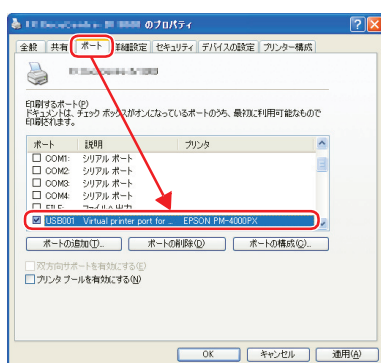 のプロパティ
全般 共有 ポート 詳細設定 セキュリティ デバイスの設定 プリンター構成
印刷するポート(P)
ドキュメントは、チェック ボックスがオンになっているポートのうち、最初に利用可能なもので
印刷されます。
ポート 説明 プリンタ
COM1: シリアル ポート
COM2: シリアル ポート
COM3: シリアル ポート
COM4: シリアル ポート
FILE: ファイルへ出力
USB001 Virtual printer port for ... EPSON PM-4000PX
ポートの追加(T)... ポートの削除(D) ポートの構成(C)...
双方向サポートを有効にする(E)
プリンタ プールを有効にする(N)
OK キャンセル 適用(A)